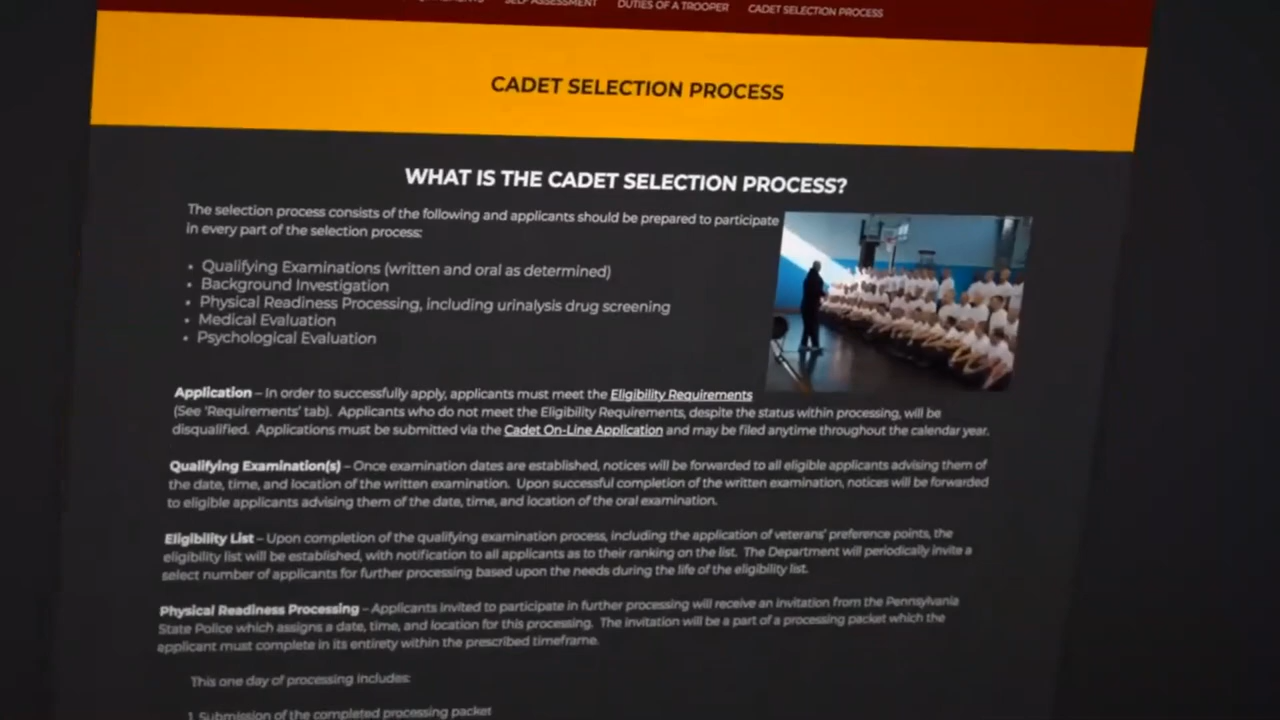 SELF ASSESSMENT DUTIES OF A TROOPER CADET SELECTION PROCESS
CADET SELECTION PROCESS
WHAT IS THE CADET SELECTION PROCESS?
The selection process consists of the following and applicants should be prepared to participate
in every part of the selection process:
• Qualifying Examinations (written and oral as determined)
• Background Investigation
• Physical Readiness Processing, including urinalysis drug screening
• Medical Evaluation
• Psychological Evaluation
Application – In order to successfully apply, applicants must meet the Eligibility Requirements
(See 'Requirements' tab). Applicants who do not meet the Eligibility Requirements, despite the status within processing, will be
disqualified. Applications must be submitted via the Cadet On-Line Application and may be filed anytime throughout the calendar year.
Qualifying Examination(s) – Once examination dates are established, notices will be forwarded to all eligible applicants advising them of
the date, time, and location of the written examination. Upon successful completion of the written examination, notices will be forwarded
to eligible applicants advising them of the date, time, and location of the oral examination.
Eligibility List – Upon completion of the qualifying examination process, including the application of veterans' preference points, the
eligibility list will be established, with notification to all applicants as to their ranking on the list. The Department will periodically invite a
select number of applicants for further processing based upon the needs during the life of the eligibility list.
Physical Readiness Processing – Applicants invited to participate in further processing will receive an invitation from the Pennsylvania
State Police which assigns a date, time, and location for this processing. The invitation will be a part of a processing packet which the
applicant must complete in its entirety within the prescribed timeframe.
This one day of processing includes:
1. Submission of the completed processing packet